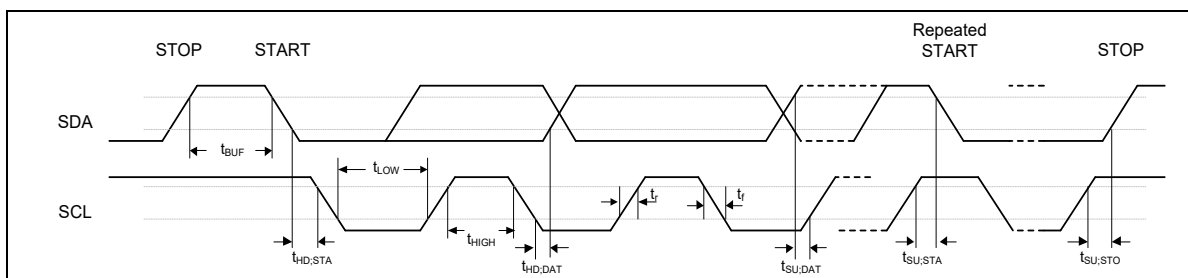 STOP START Repeated START STOP
SDA
t_BUF
t_LOW
SCL
t_r t_f
t_HIGH
t_HD;STA t_HD;DAT t_SU;DAT t_SU;STA t_SU;STO